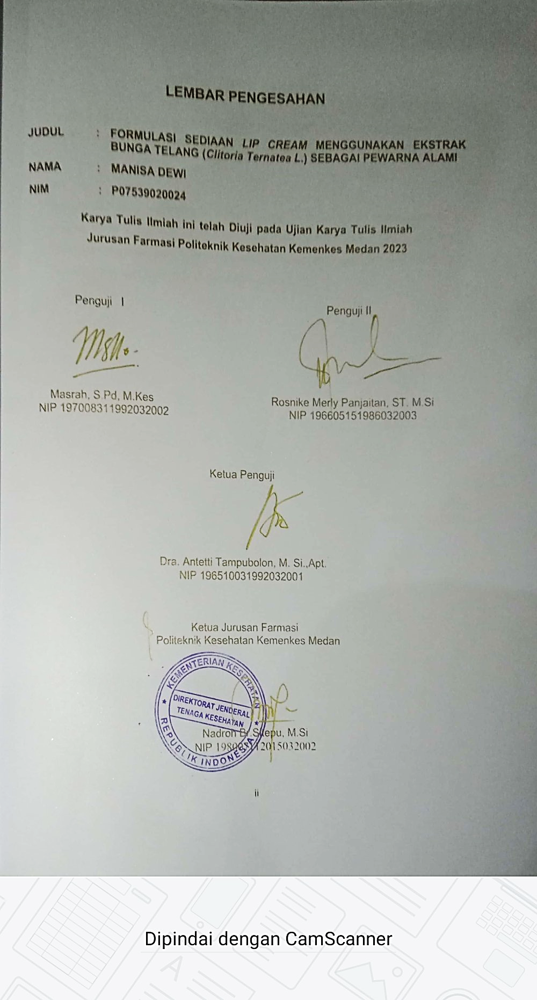 LEMBAR PENGESAHAN
JUDUL : FORMULASI SEDIAAN LIP CREAM MENGGUNAKAN EKSTRAK
BUNGA TELANG (Clitoria Ternatea L.) SEBAGAI PEWARNA ALAMI
NAMA : MANISA DEWI
NIM : P07539020024
Karya Tulis Ilmiah ini telah Diuji pada Ujian Karya Tulis Ilmiah
Jurusan Farmasi Politeknik Kesehatan Kemenkes Medan 2023
Penguji I
Masrah, S.Pd, M.Kes
NIP 197008311992032002
Penguji II
Rosnike Merly Panjaitan, ST. M.Si
NIP 196605151986032003
Ketua Penguji
Dra. Antetti Tampubolon, M. Si.,Apt.
NIP 196510031992032001
Ketua Jurusan Farmasi
Politeknik Kesehatan Kemenkes Medan
KEMENTERIAN KESEHATAN
DIREKTORAT JENDERAL
TENAGA KESEHATAN
REPUBLIK INDONESIA
Nadroh Br.Sitepu, M.Si
NIP
ii
Dipindai dengan CamScanner